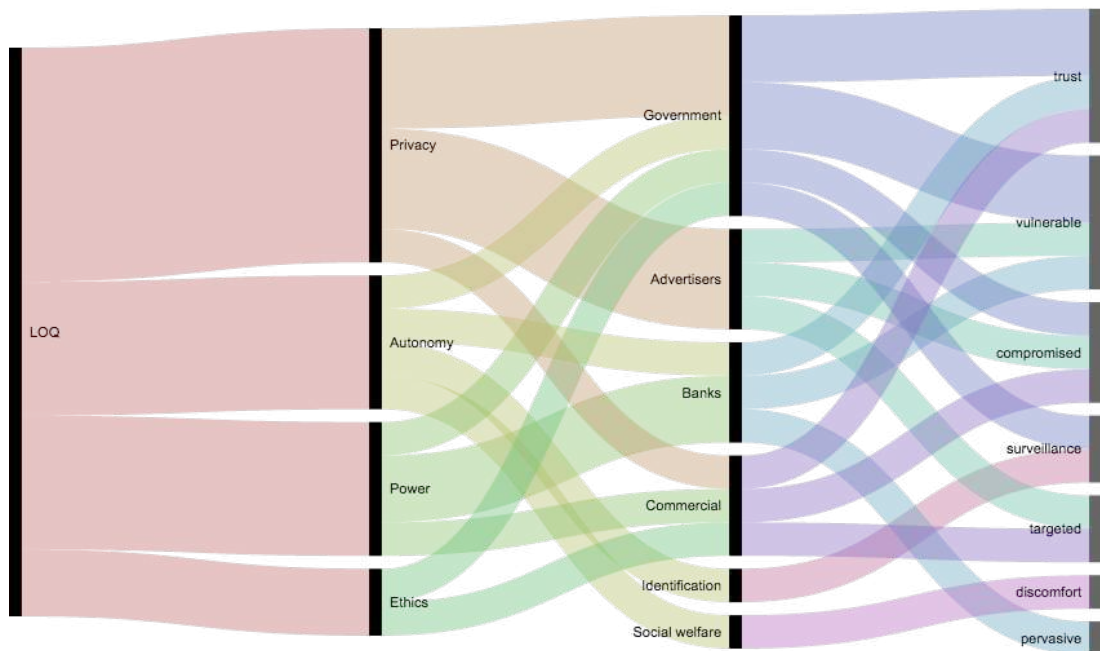 LOQ
Privacy
Autonomy
Power
Ethics
Government
Advertisers
Banks
Commercial
Identification
Social welfare
trust
vulnerable
compromised
surveillance
targeted
discomfort
pervasive